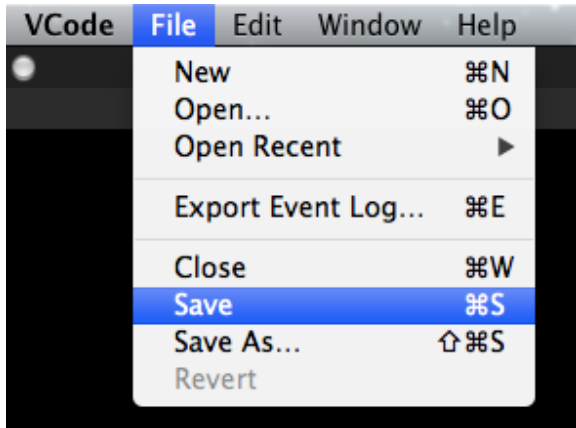 VCode File Edit Window Help
New ⌘N
Open... ⌘O
Open Recent ▶
Export Event Log... ⌘E
Close ⌘W
Save ⌘S
Save As... ⇧⌘S
Revert